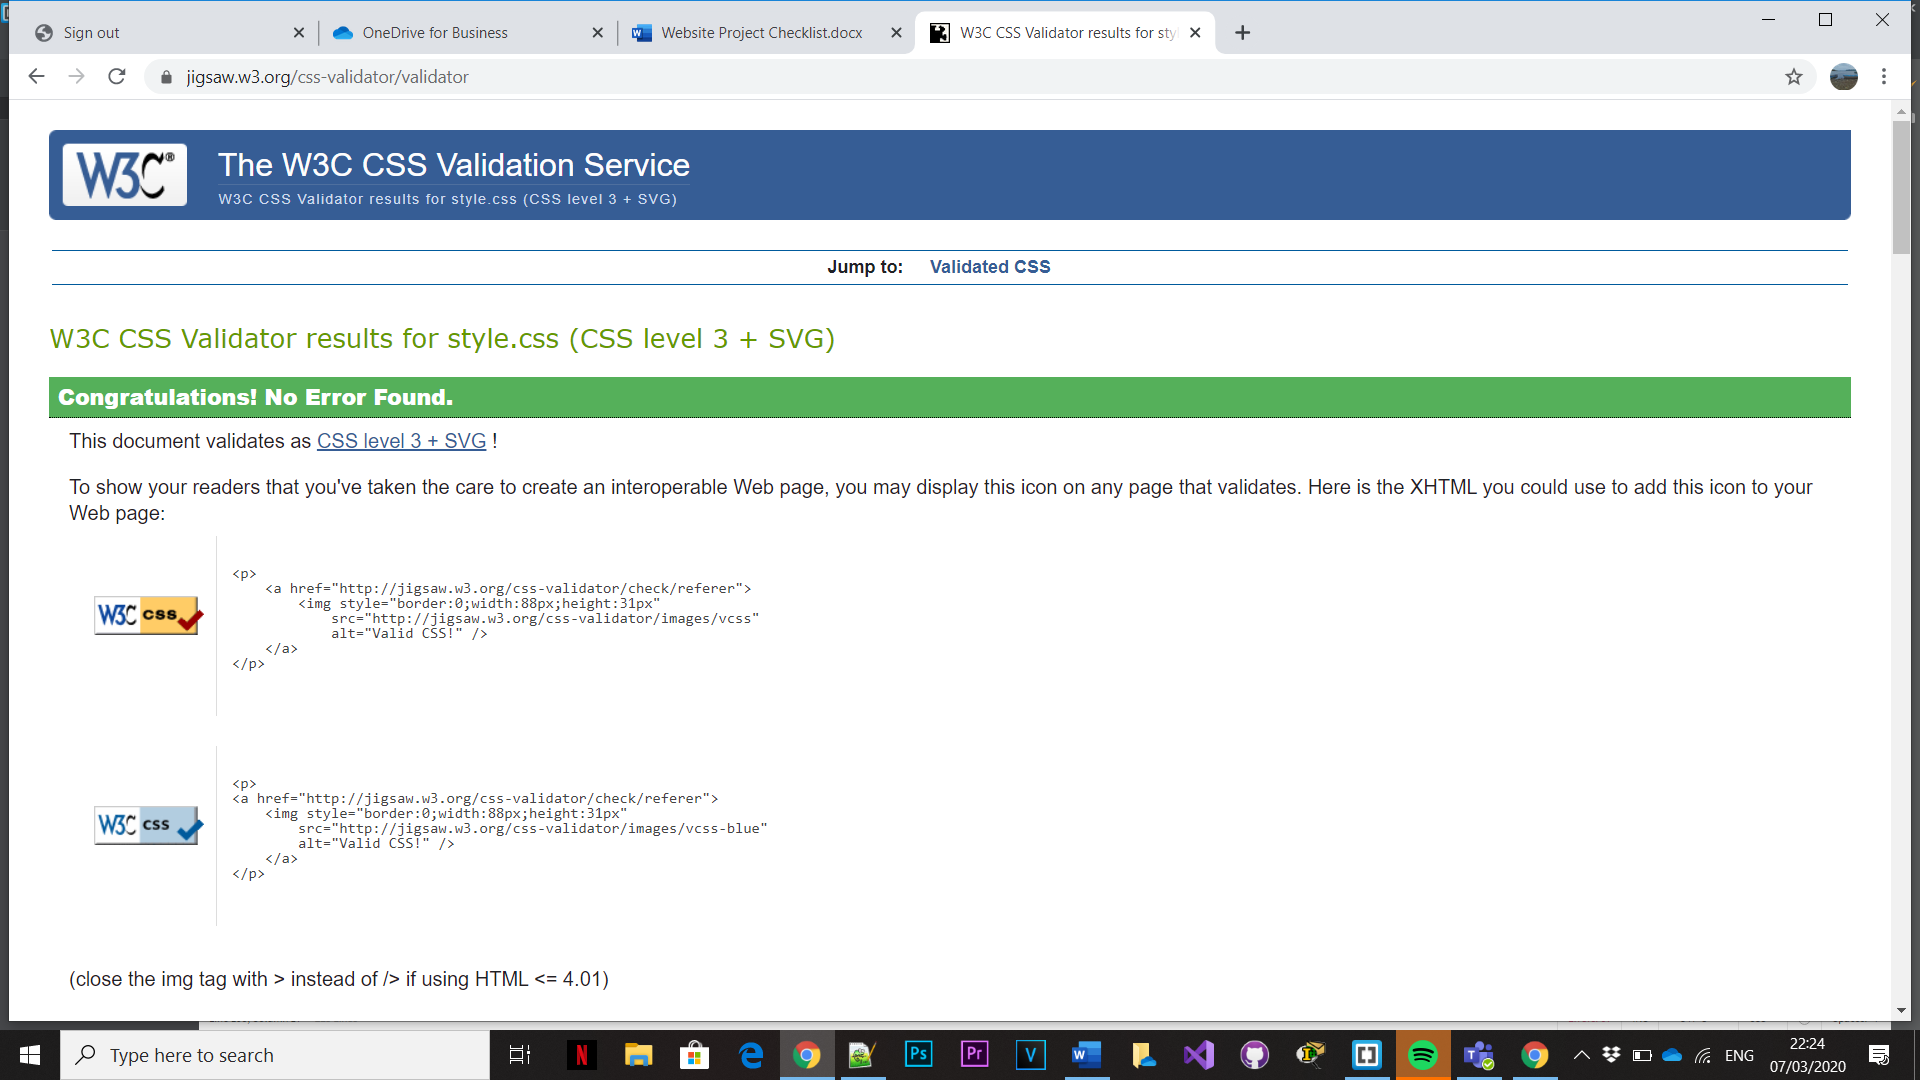 Sign out
OneDrive for Business
Website Project Checklist.docx
W3C CSS Validator results for sty
jigsaw.w3.org/css-validator/validator
W3C®
The W3C CSS Validation Service
W3C CSS Validator results for style.css (CSS level 3 + SVG)
Jump to: Validated CSS
W3C CSS Validator results for style.css (CSS level 3 + SVG)
Congratulations! No Error Found.
This document validates as CSS level 3 + SVG !
To show your readers that you've taken the care to create an interoperable Web page, you may display this icon on any page that validates. Here is the XHTML you could use to add this icon to your
Web page:
W3C css
<p>
<a href="http://jigsaw.w3.org/css-validator/check/referer">
<img style="border:0;width:88px;height:31px"
src="http://jigsaw.w3.org/css-validator/images/vcss"
alt="Valid CSS!" />
</a>
</p>
W3C css
<p>
<a href="http://jigsaw.w3.org/css-validator/check/referer">
<img style="border:0;width:88px;height:31px"
src="http://jigsaw.w3.org/css-validator/images/vcss-blue"
alt="Valid CSS!" />
</a>
</p>
(close the img tag with > instead of /> if using HTML <= 4.01)
Type here to search
N
Ps
Pr
V
W
ENG
22:24
07/03/2020